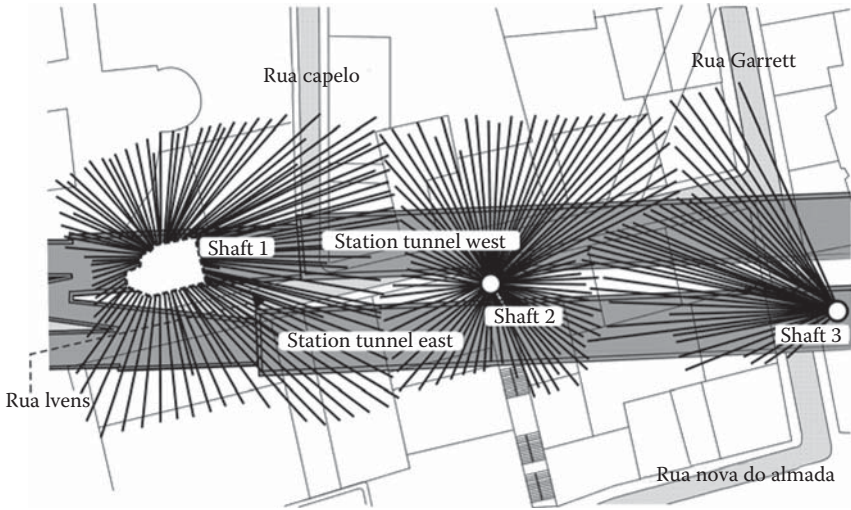 Rua capelo
Rua Garrett
Shaft 1
Station tunnel west
Shaft 2
Station tunnel east
Shaft 3
Rua lvens
Rua nova do almada